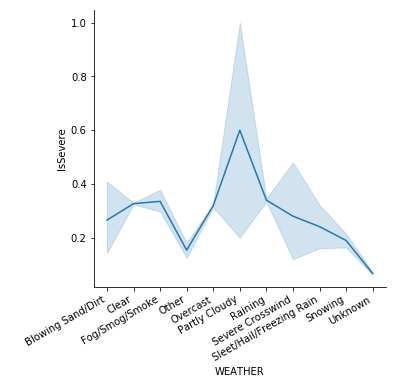 1.0
0.8
0.6
0.4
0.2
IsSevere
Blowing Sand/Dirt
Clear
Fog/Smog/Smoke
Other
Overcast
Partly Cloudy
Raining
Severe Crosswind
Sleet/Hail/Freezing Rain
Snowing
Unknown
WEATHER